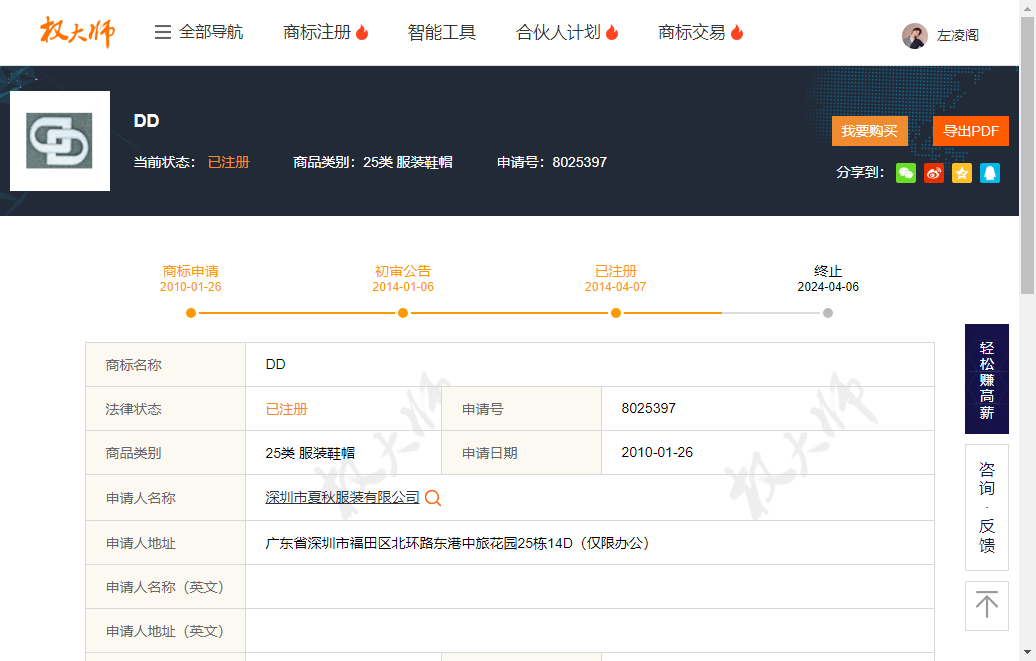 权大师
全部导航 商标注册 智能工具 合伙人计划 商标交易 左凌阁
DD
我要购买 导出PDF
当前状态： 已注册 商品类别：25类 服装鞋帽 申请号：8025397
分享到：
商标申请 初审公告 已注册 终止
2010-01-26 2014-01-06 2014-04-07 2024-04-06
商标名称 DD
法律状态 已注册 申请号 8025397
商品类别 25类 服装鞋帽 申请日期 2010-01-26
申请人名称 深圳市夏秋服装有限公司
申请人地址 广东省深圳市福田区北环路东港中旅花园25栋14D（仅限办公）
申请人名称（英文）
申请人地址（英文）
权大师
权大师
轻松赚高薪
咨询·反馈